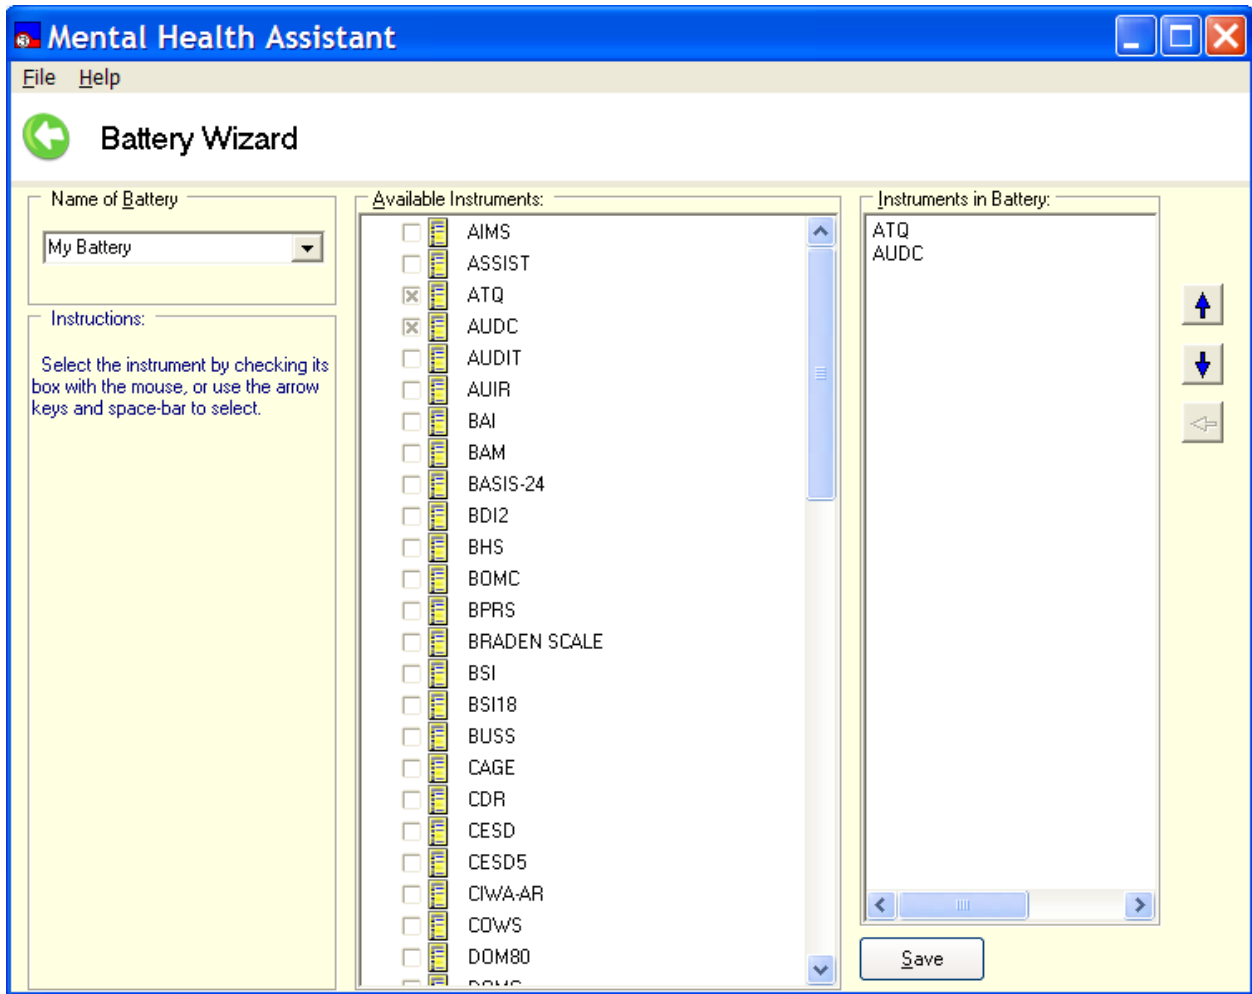 Mental Health Assistant
File Help
Battery Wizard
Name of Battery
My Battery
Instructions:
Select the instrument by checking its
box with the mouse, or use the arrow
keys and space-bar to select.
Available Instruments:
AIMS
ASSIST
ATQ
AUDC
AUDIT
AUIR
BAI
BAM
BASIS-24
BDI2
BHS
BOMC
BPRS
BRADEN SCALE
BSI
BSI18
BUSS
CAGE
CDR
CESD
CESD5
CIWA-AR
COWS
DOM80
Instruments in Battery:
ATQ
AUDC
Save